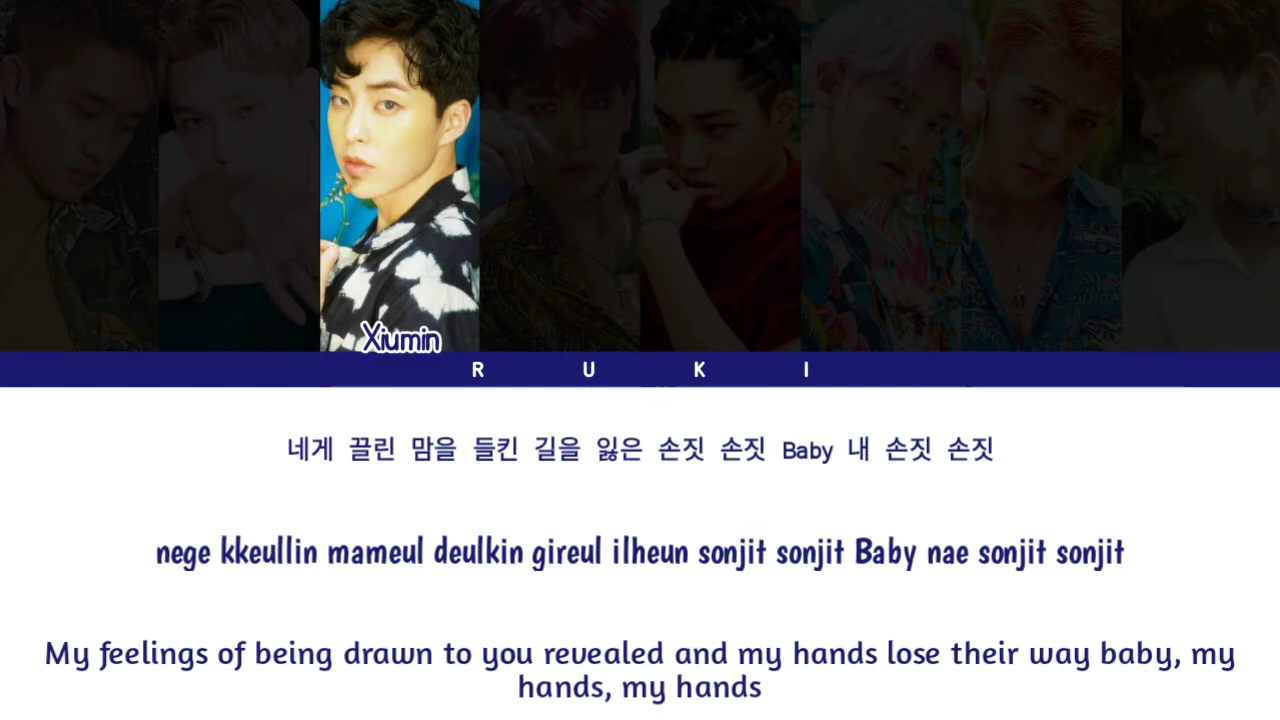 Xiumin
R U K I
네게 끌린 맘을 들킨 길을 잃은 손짓 손짓 Baby 내 손짓 손짓
nege kkeullin mameul deulkin gireul ilheun sonjit sonjit Baby nae sonjit sonjit
My feelings of being drawn to you revealed and my hands lose their way baby, my
hands, my hands